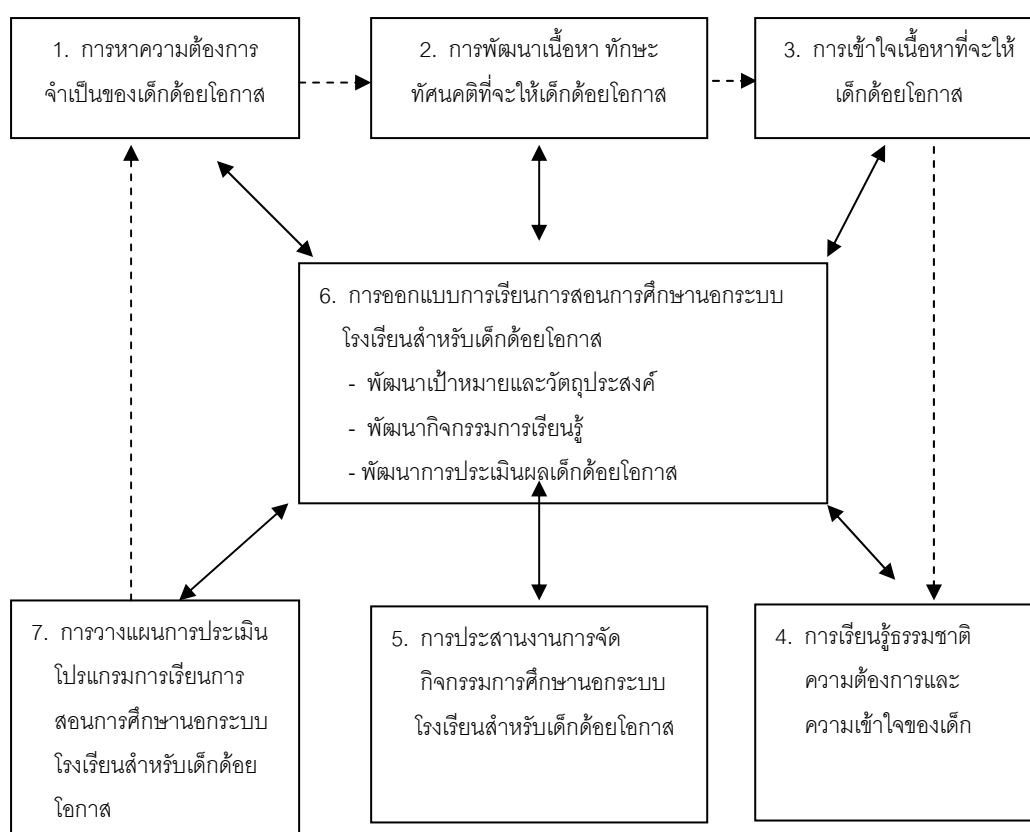 1. การหาความต้องการ
จำเป็นของเด็กด้อยโอกาส
2. การพัฒนาเนื้อหา ทักษะ
ทัศนคติที่จะให้เด็กด้อยโอกาส
3. การเข้าใจเนื้อหาที่จะให้
เด็กด้อยโอกาส
6. การออกแบบการเรียนการสอนการศึกษานอกระบบ
โรงเรียนสำหรับเด็กด้อยโอกาส
- พัฒนาเป้าหมายและวัตถุประสงค์
- พัฒนากิจกรรมการเรียนรู้
- พัฒนาการประเมินผลเด็กด้อยโอกาส
7. การวางแผนการประเมิน
โปรแกรมการเรียนการ
สอนการศึกษานอกระบบ
โรงเรียนสำหรับเด็กด้อย
โอกาส
5. การประสานงานการจัด
กิจกรรมการศึกษานอกระบบ
โรงเรียนสำหรับเด็กด้อยโอกาส
4. การเรียนรู้ธรรมชาติ
ความต้องการและ
ความเข้าใจของเด็ก